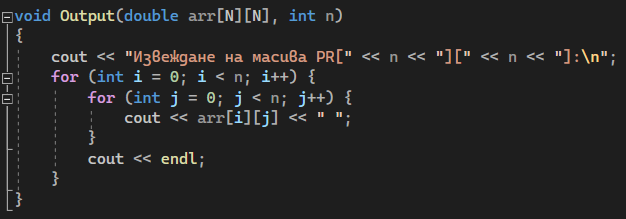 void Output(double arr[N][N], int n)
{
cout << "Извеждане на масива PR[" << n << "][" << n << "]:\n";
for (int i = 0; i < n; i++) {
for (int j = 0; j < n; j++) {
cout << arr[i][j] << " ";
}
cout << endl;
}
}